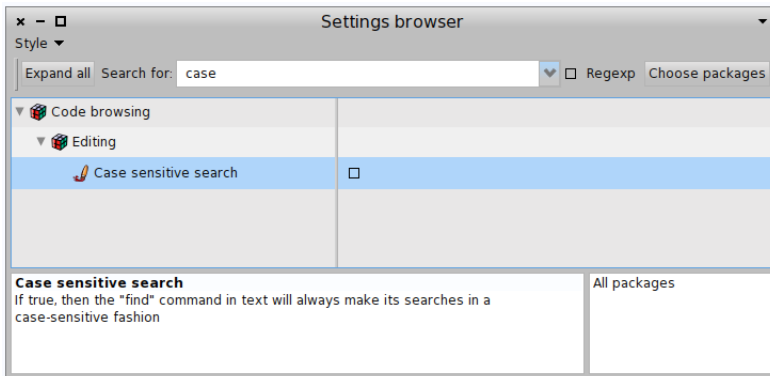 Settings browser
Style
Expand all Search for: case Regexp Choose packages
Code browsing
Editing
Case sensitive search
Case sensitive search
If true, then the "find" command in text will always make its searches in a
case-sensitive fashion
All packages